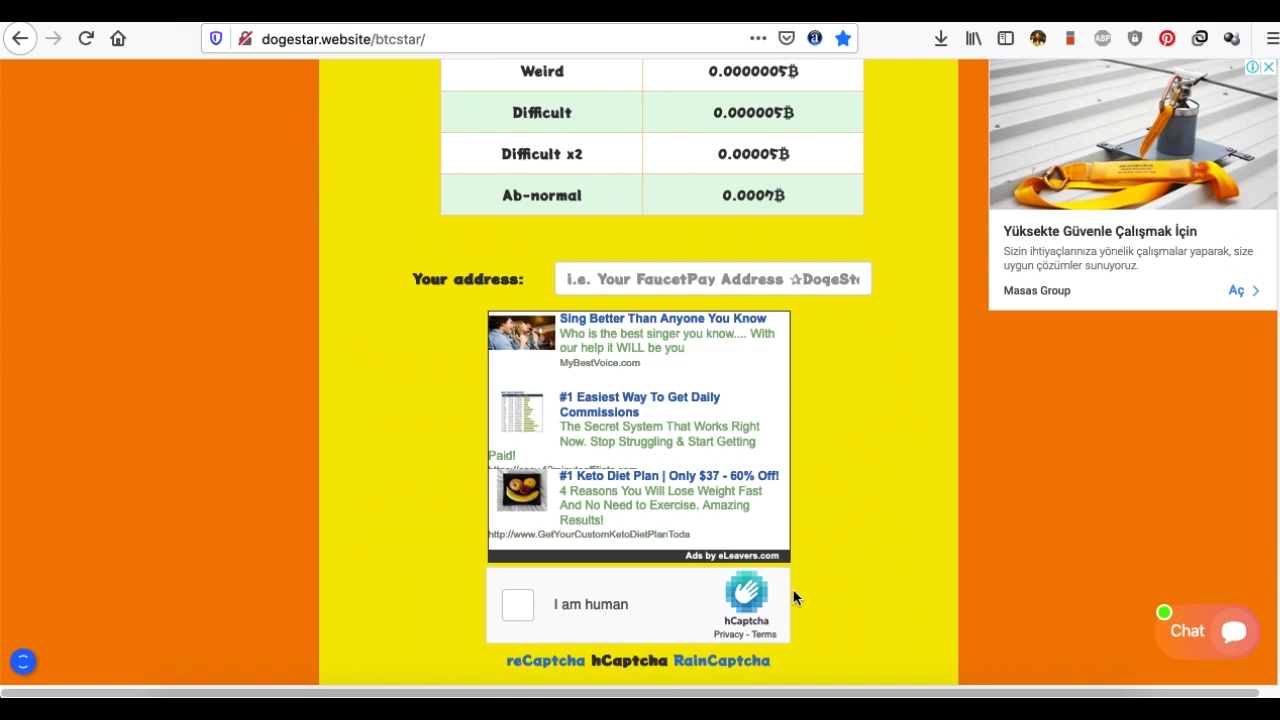 dogestar.website/btcstar/
ABP
Weird 0.0000005₿
Difficult 0.000005₿
Difficult x2 0.00005₿
Ab-normal 0.0007₿
Your address: i.e. Your FaucetPay Address ☆DogeSt
Sing Better Than Anyone You Know
Who is the best singer you know.... With
our help it WILL be you
MyBestVoice.com
#1 Easiest Way To Get Daily
Commissions
The Secret System That Works Right
Now. Stop Struggling & Start Getting
Paid!
#1 Keto Diet Plan | Only $37 - 60% Off!
4 Reasons You Will Lose Weight Fast
And No Need to Exercise. Amazing
Results!
http://www.GetYourCustomKetoDietPlanToda
Ads by eLeavers.com
I am human
hCaptcha
Privacy - Terms
reCaptcha hCaptcha RainCaptcha
Yüksekte Güvenle Çalışmak İçin
Sizin ihtiyaçlarınıza yönelik çalışmalar yaparak, size
uygun çözümler sunuyoruz.
Masas Group Aç
Chat